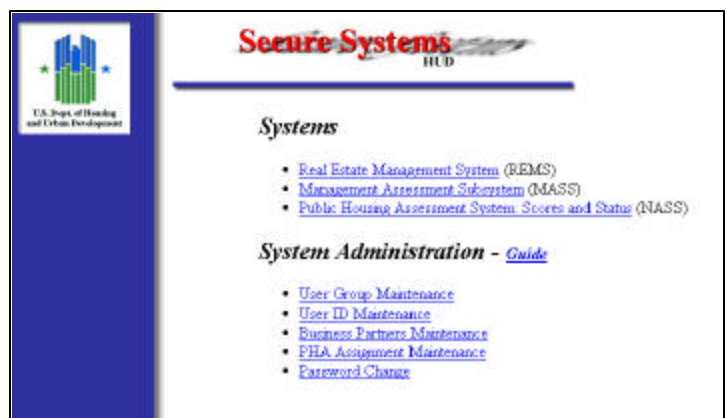 Secure Systems
HUD
U.S. Dept. of Housing
and Urban Development
Systems
• Real Estate Management System (REMS)
• Management Assessment Subsystem (MASS)
• Public Housing Assessment System: Scores and Status (NASS)
System Administration - Guide
• User Group Maintenance
• User ID Maintenance
• Business Partners Maintenance
• PHA Assignment Maintenance
• Password Change